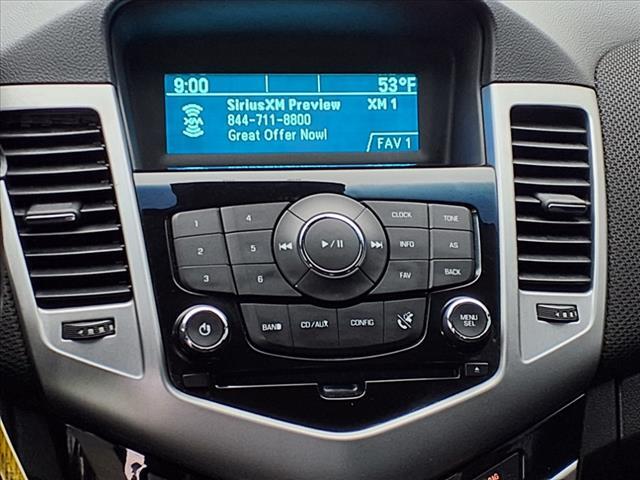 9:00 53°F
SiriusXM Preview XM 1
844-711-8800
Great Offer Now!
FAV 1
1 4 CLOCK TONE
2 5 INFO AS
3 6 FAV BACK
BAND CD/AUX CONFIG
MENU
SEL